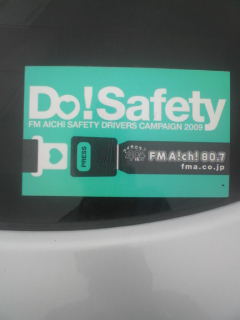 Do!Safety
FM AICHI SAFETY DRIVERS CAMPAIGN 2009
PRESS
FM A!ch! 80.7
fma.co.jp